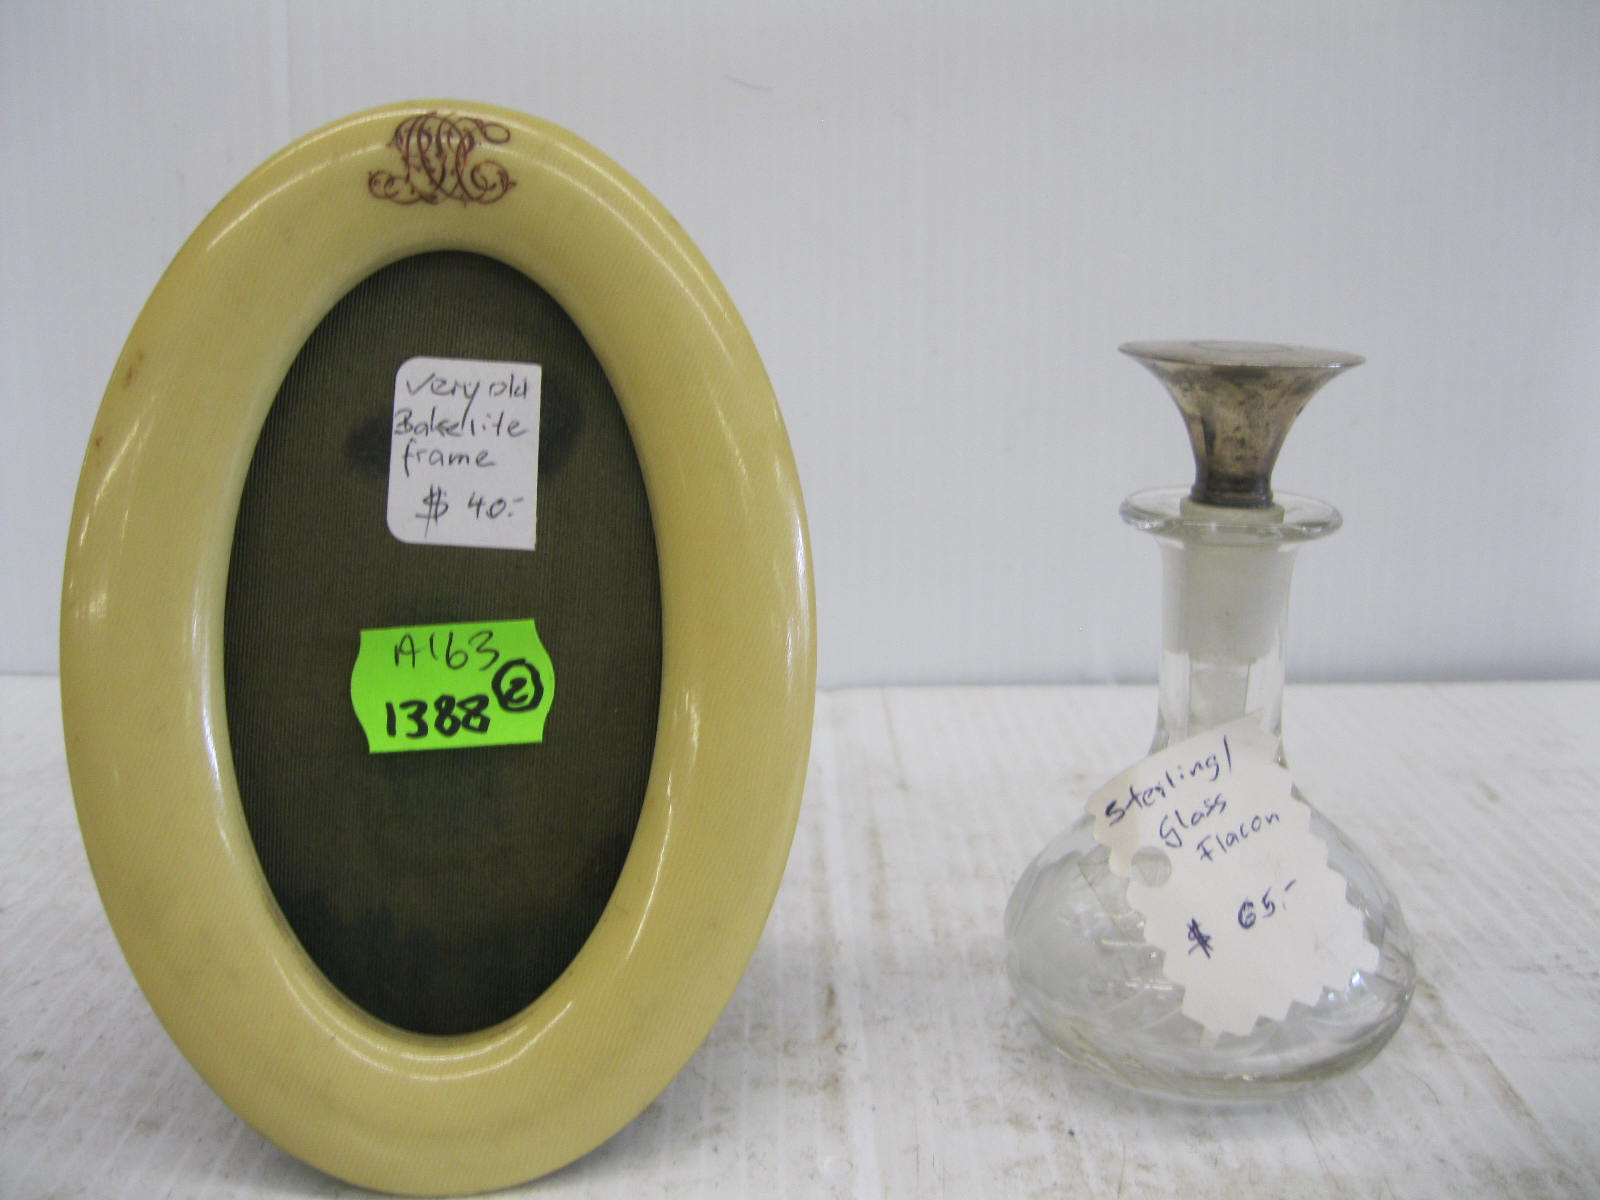 very old
Bakelite
frame
$ 40.-
A163
1388 2
Sterling/
Glass
Flacon
$ 65.-